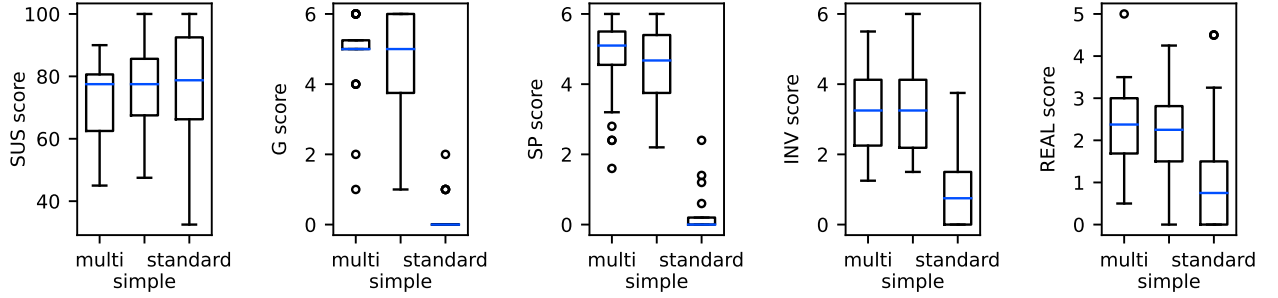 100
80
60
40
SUS score
multi standard
simple
6
4
2
0
G score
multi standard
simple
6
4
2
0
SP score
multi standard
simple
6
4
2
0
INV score
multi standard
simple
5
4
3
2
1
0
REAL score
multi standard
simple